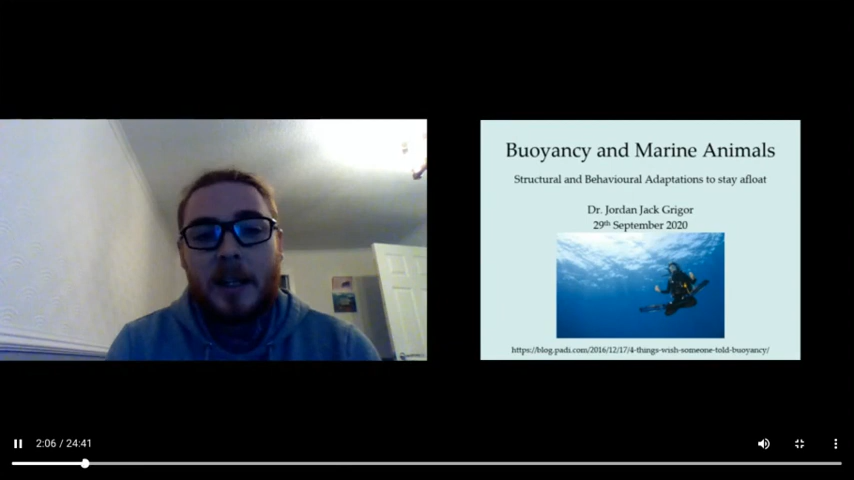 Buoyancy and Marine Animals
Structural and Behavioural Adaptations to stay afloat
Dr. Jordan Jack Grigor
29th September 2020
https://blog.padi.com/2016/12/17/4-things-wish-someone-told-buoyancy/
2:06 / 24:41